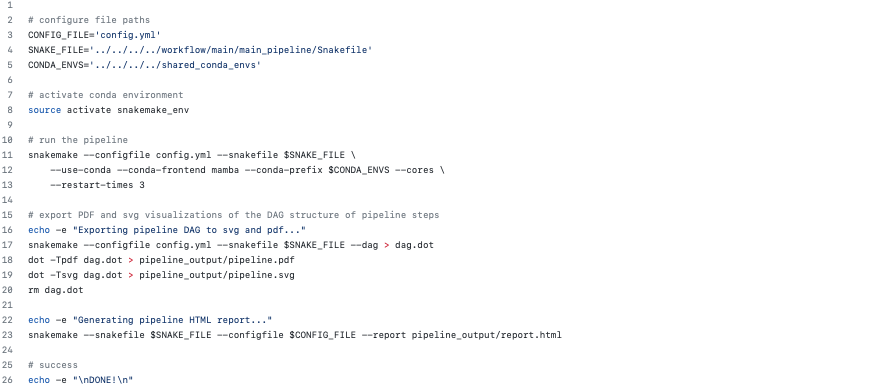 1
2 # configure file paths
3 CONFIG_FILE='config.yml'
4 SNAKE_FILE='../../../../workflow/main/main_pipeline/Snakefile'
5 CONDA_ENVS='../../../../shared_conda_envs'
6
7 # activate conda environment
8 source activate snakemake_env
9
10 # run the pipeline
11 snakemake --configfile config.yml --snakefile $SNAKE_FILE \
12     --use-conda --conda-frontend mamba --conda-prefix $CONDA_ENVS --cores \
13     --restart-times 3
14
15 # export PDF and svg visualizations of the DAG structure of pipeline steps
16 echo -e "Exporting pipeline DAG to svg and pdf..."
17 snakemake --configfile config.yml --snakefile $SNAKE_FILE --dag > dag.dot
18 dot -Tpdf dag.dot > pipeline_output/pipeline.pdf
19 dot -Tsvg dag.dot > pipeline_output/pipeline.svg
20 rm dag.dot
21
22 echo -e "Generating pipeline HTML report..."
23 snakemake --snakefile $SNAKE_FILE --configfile $CONFIG_FILE --report pipeline_output/report.html
24
25 # success
26 echo -e "\nDONE!\n"